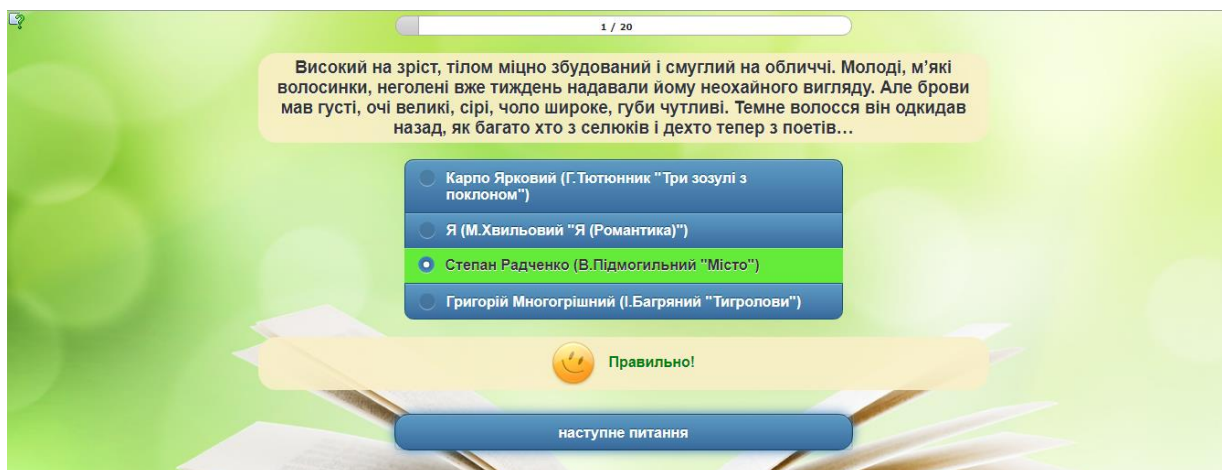 1 / 20
Високий на зріст, тілом міцно збудований і смуглий на обличчі. Молоді, м’які
волосинки, неголені вже тиждень надавали йому неохайного вигляду. Але брови
мав густі, очі великі, сірі, чоло широке, губи чутливі. Темне волосся він одкидав
назад, як багато хто з селюків і дехто тепер з поетів…
Карпо Ярковий (Г.Тютюнник "Три зозулі з
поклоном")
Я (М.Хвильовий "Я (Романтика)")
Степан Радченко (В.Підмогильний "Місто")
Григорій Многогрішний (І.Багряний "Тигролови")
Правильно!
наступне питання